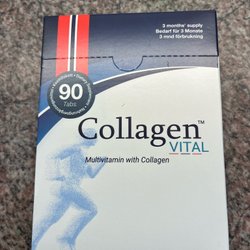 3 months' supply
Bedarf für 3 Monate
3 mnd förbrukning
90
Tabs
Collagen™
VITAL
Multivitamin with Collagen